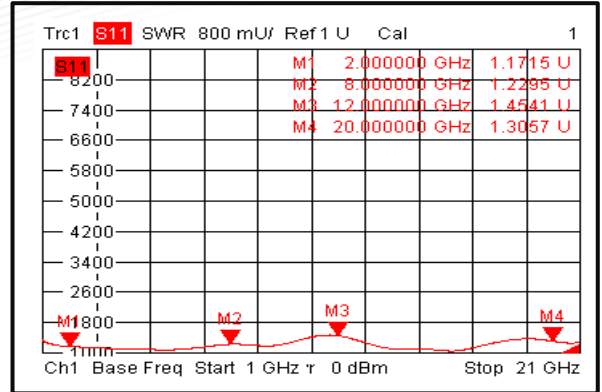 Trc1 S11 SWR 800 mU/ Ref 1 U Cal 1
S11
M1 2.000000 GHz 1.1715 U
8200
M2 8.000000 GHz 1.2295 U
M3 12.000000 GHz 1.4541 U
7400
M4 20.000000 GHz 1.3057 U
6600
5800
5000
4200
3400
2600
M1 1800 M2 M3 M4
1000
Ch1 Base Freq Start 1 GHz 0 dBm Stop 21 GHz